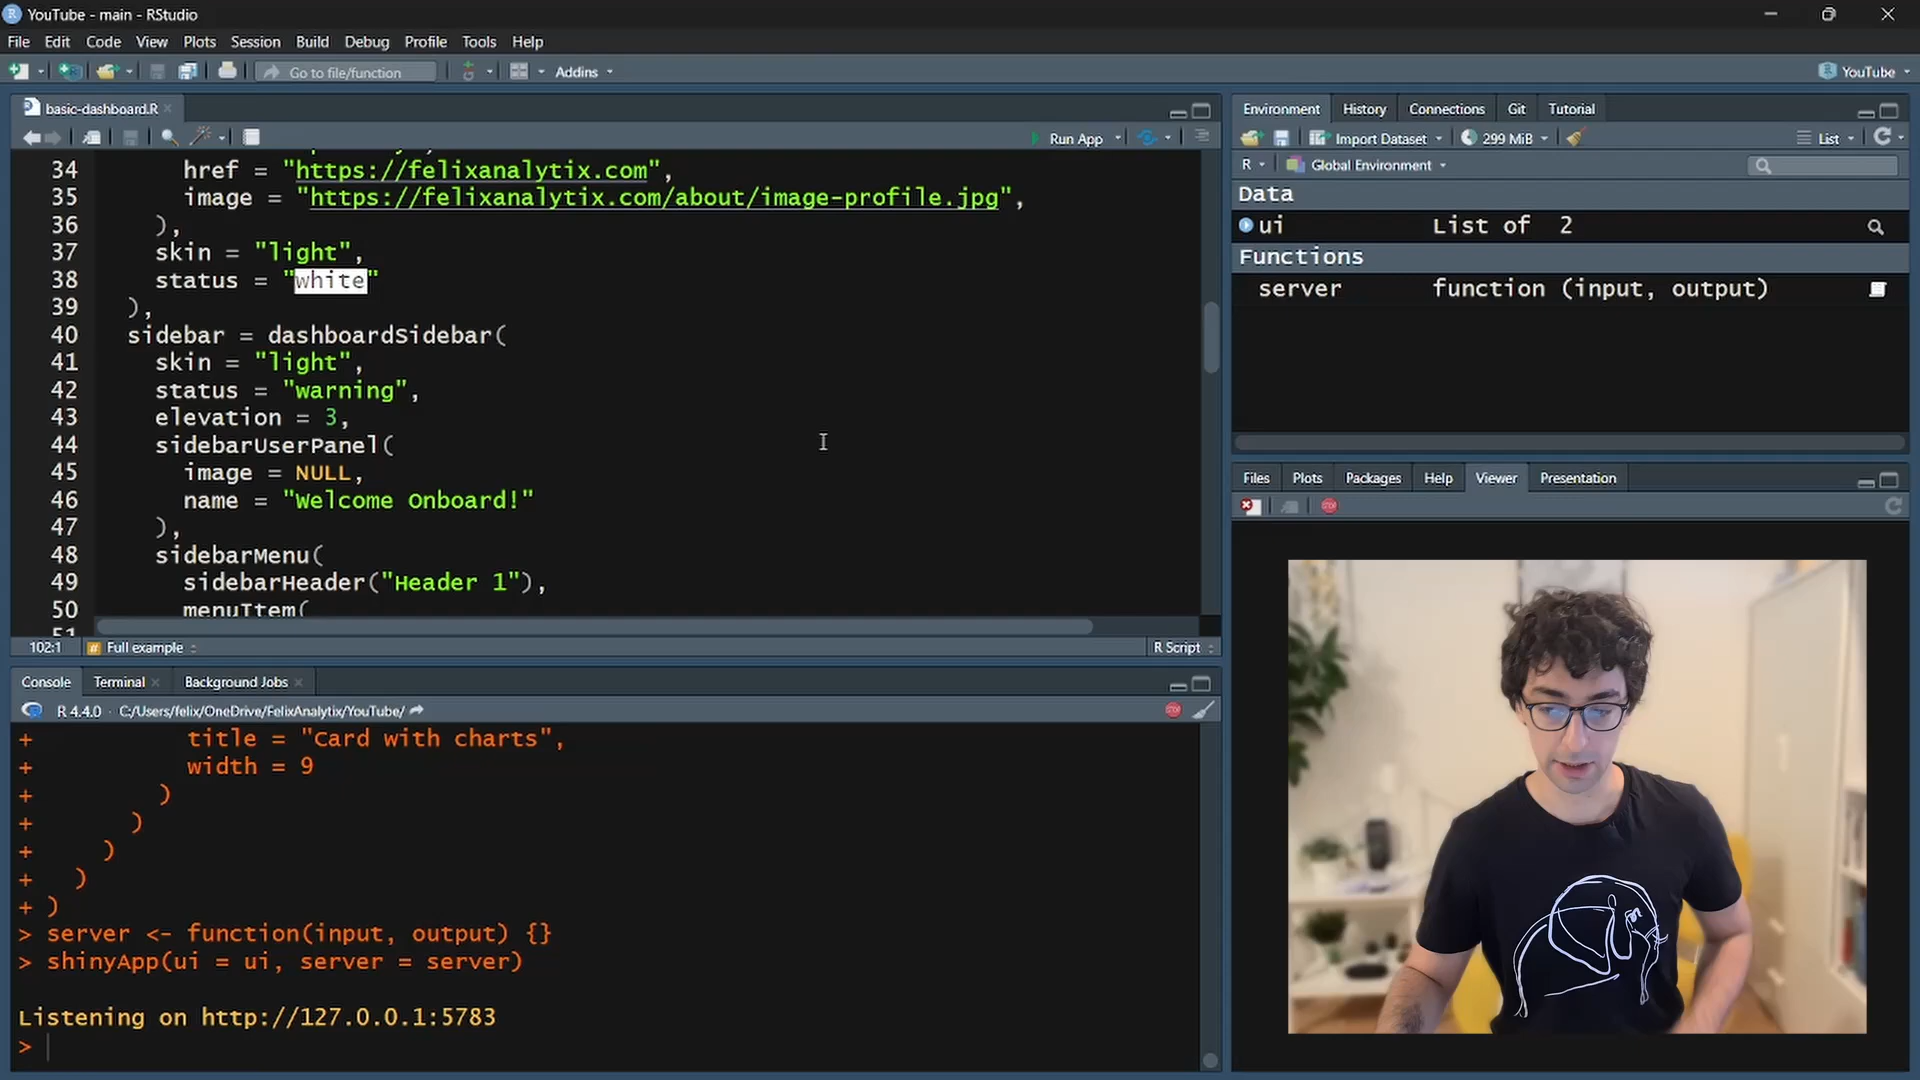 YouTube - main - RStudio
File Edit Code View Plots Session Build Debug Profile Tools Help
Go to file/function Addins YouTube
basic-dashboard.R
Run App
34 href = "https://felixanalytix.com",
35 image = "https://felixanalytix.com/about/image-profile.jpg",
36 ),
37 skin = "light",
38 status = "white"
39 ),
40 sidebar = dashboardSidebar(
41 skin = "light",
42 status = "warning",
43 elevation = 3,
44 sidebarUserPanel(
45 image = NULL,
46 name = "Welcome Onboard!"
47 ),
48 sidebarMenu(
49 sidebarHeader("Header 1"),
50 menuItem(
51
102:1 # Full example R Script
Console Terminal Background Jobs
R 4.4.0 · C:/Users/felix/OneDrive/FelixAnalytix/YouTube/
+ title = "Card with charts",
+ width = 9
+ )
+ )
+ )
+ )
+ )
> server <- function(input, output) {}
> shinyApp(ui = ui, server = server)
Listening on http://127.0.0.1:5783
>
Environment History Connections Git Tutorial
Import Dataset 299 MiB List
R Global Environment
Data
ui List of 2
Functions
server function (input, output)
Files Plots Packages Help Viewer Presentation
STOP